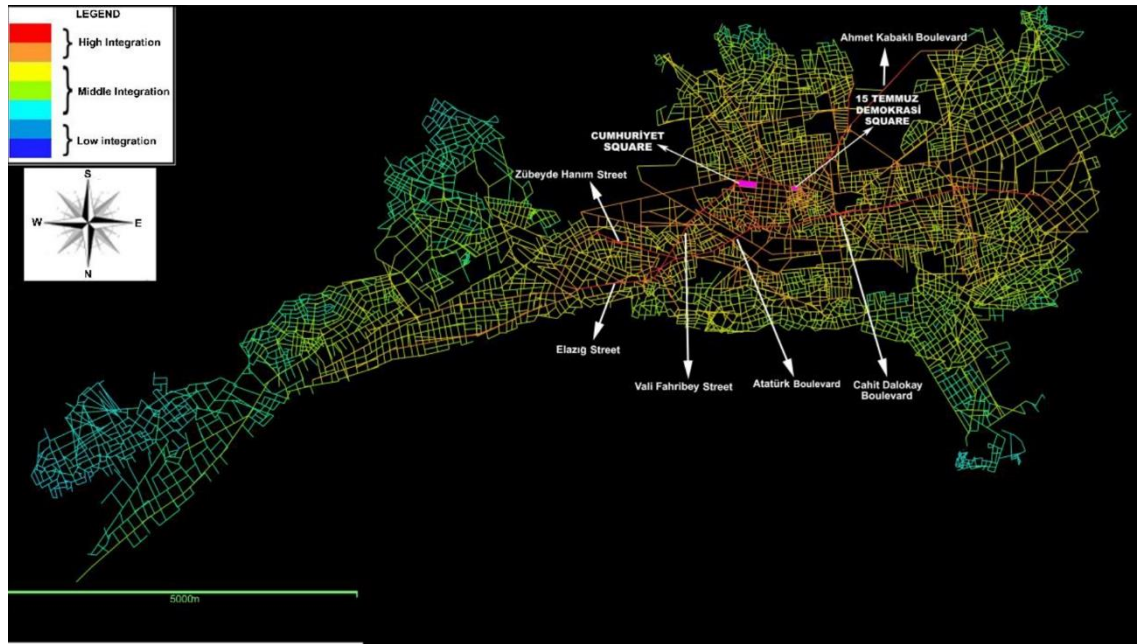 LEGEND
High Integration
Middle Integration
Low integration
S
W
E
N
Ahmet Kabaklı Boulevard
15 TEMMUZ
DEMOKRASİ
SQUARE
CUMHURİYET
SQUARE
Zübeyde Hanım Street
Elazığ Street
Vali Fahribey Street
Atatürk Boulevard
Cahit Dalokay
Boulevard
5000m